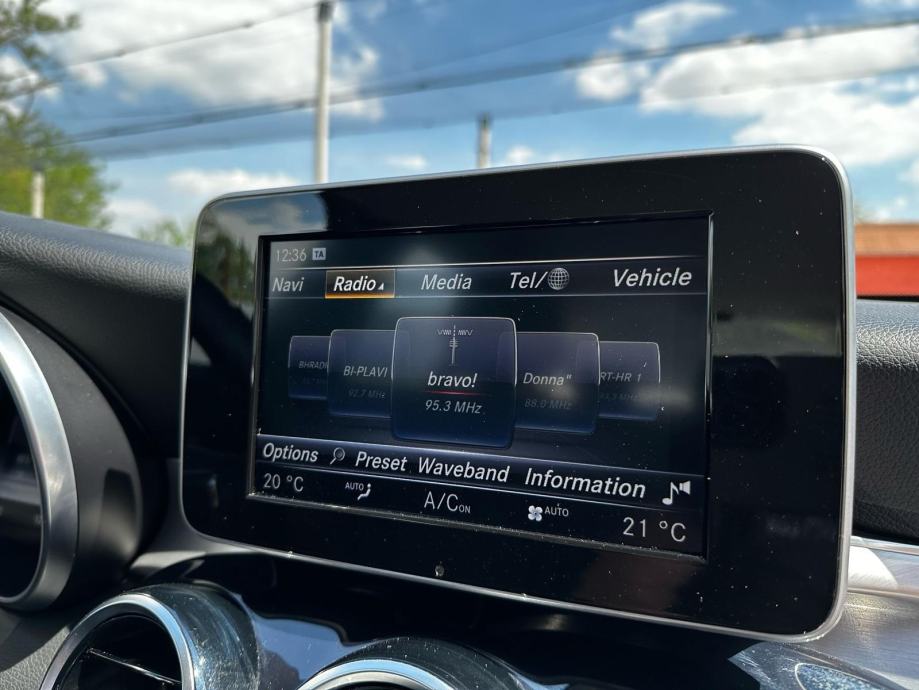 12:36 TA
Navi Radio Media Tel/ Vehicle
BHRADI BI-PLAVI bravo! Donna" RT-HR 1
92.7 MHz 95.3 MHz 88.0 MHz
Options Preset Waveband Information
20 °C AUTO A/C ON AUTO 21 °C